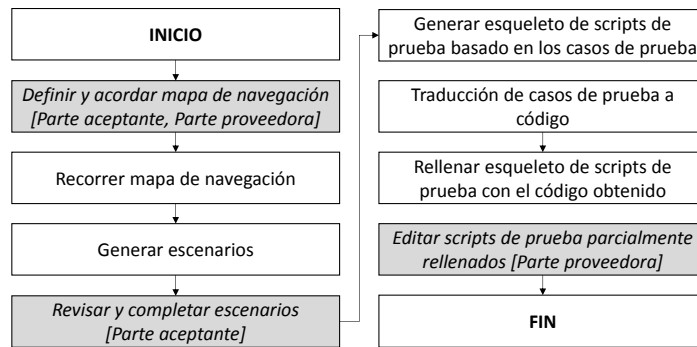 INICIO
Definir y acordar mapa de navegación
[Parte aceptante, Parte proveedora]
Recorrer mapa de navegación
Generar escenarios
Revisar y completar escenarios
[Parte aceptante]
Generar esqueleto de scripts de
prueba basado en los casos de prueba
Traducción de casos de prueba a
código
Rellenar esqueleto de scripts de
prueba con el código obtenido
Editar scripts de prueba parcialmente
rellenados [Parte proveedora]
FIN